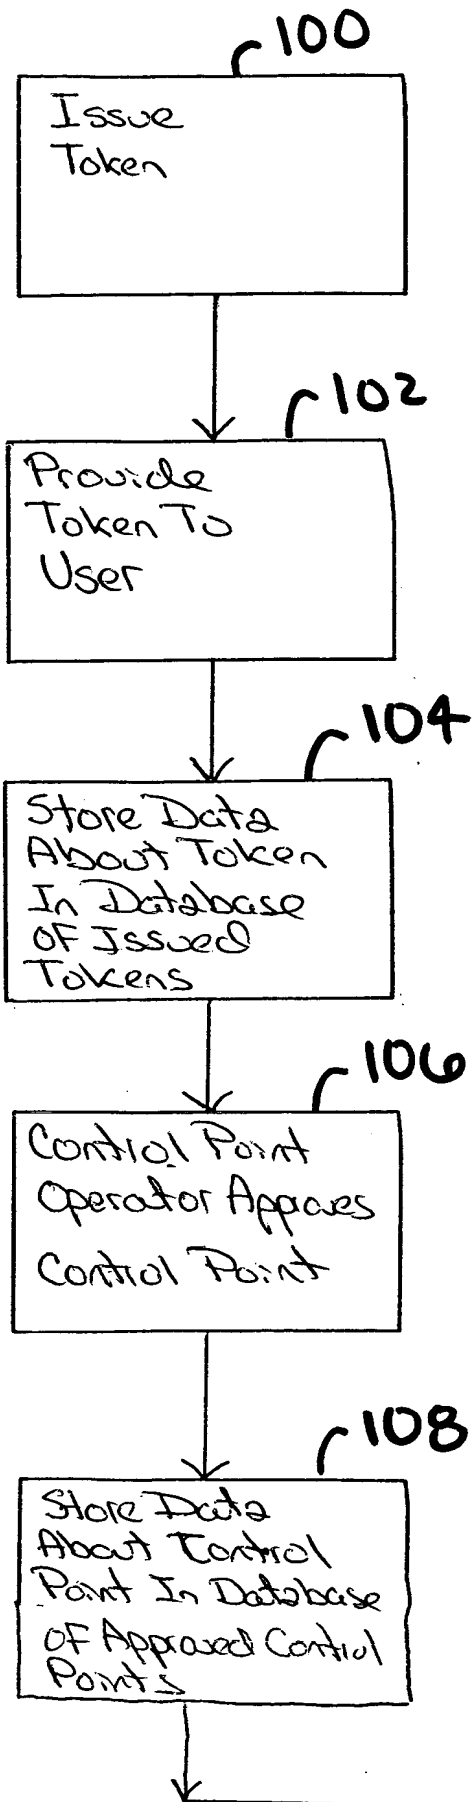 100
Issue
Token
102
Provide
Token To
User
104
Store Data
About Token
In Database
Of Issued
Tokens
106
Control Point
Operator Approves
Control Point
108
Store Data
About Control
Point In Database
Of Approved Control
Points